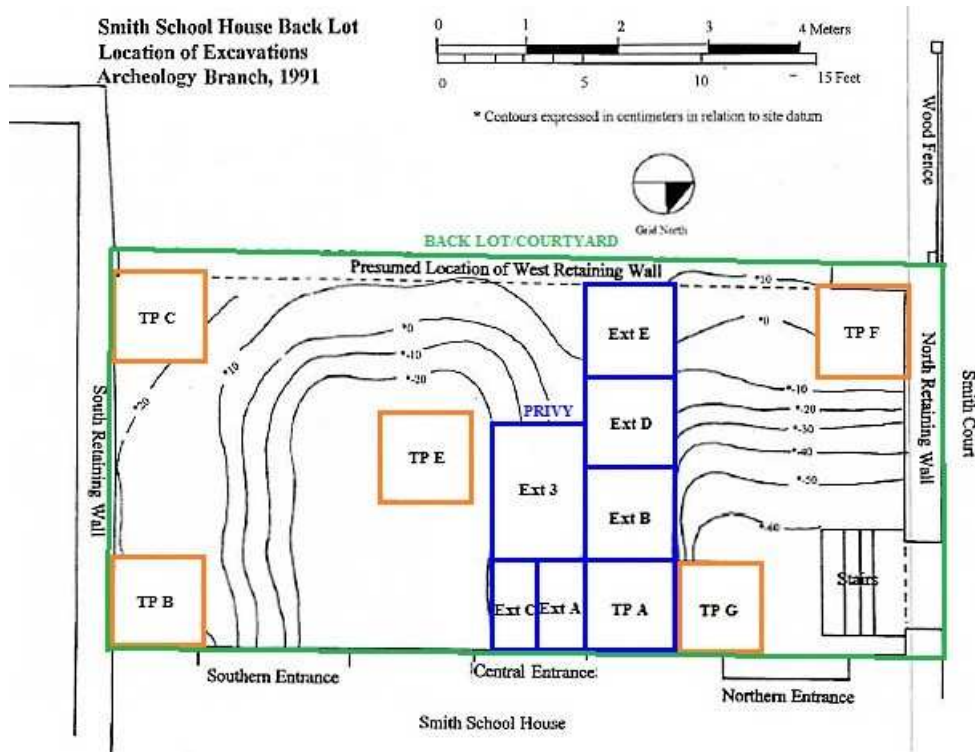 Smith School House Back Lot
Location of Excavations
Archeology Branch, 1991
0 1 2 3 4 Meters
0 5 10 15 Feet
* Contours expressed in centimeters in relation to site datum
Wood Fence
Grid North
BACK LOT/COURTYARD
Presumed Location of West Retaining Wall
*10
TP C
Ext E
*0
TP F
*0
*10
*-10
*-10
*-20
*20
*-20
PRIVY
Ext D
*-30
South Retaining Wall
North Retaining Wall
Smith Court
TP E
*-40
Ext 3
Ext B
*-50
*-60
TP B
Ext C
Ext A
TP A
TP G
Stairs
Southern Entrance
Central Entrance
Northern Entrance
Smith School House